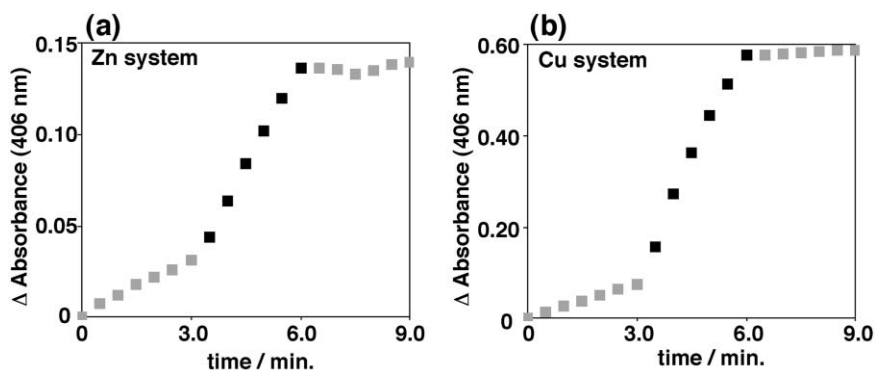 (a)
Zn system
Δ Absorbance (406 nm)
0.15
0.10
0.05
0
0 3.0 6.0 9.0
time / min.
(b)
Cu system
Δ Absorbance (406 nm)
0.60
0.40
0.20
0
0 3.0 6.0 9.0
time / min.